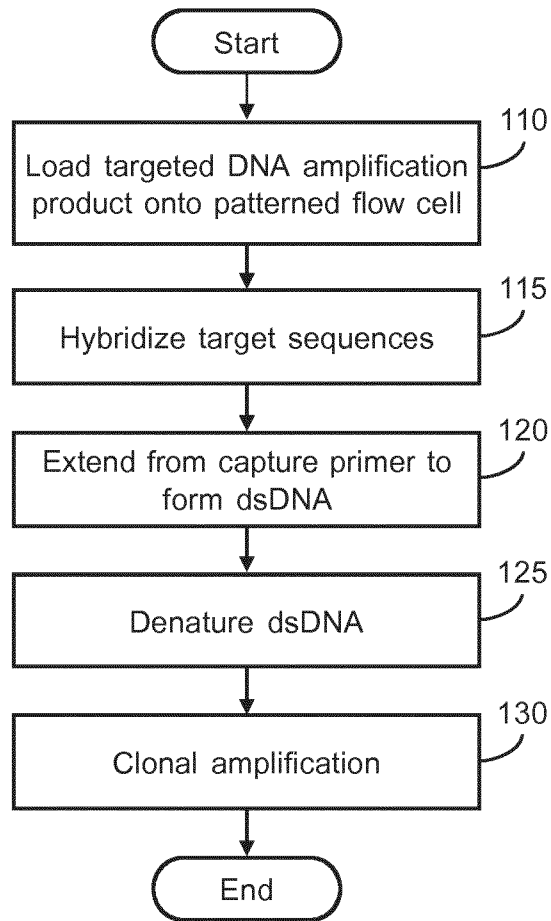 Start
110
Load targeted DNA amplification
product onto patterned flow cell
115
Hybridize target sequences
120
Extend from capture primer to
form dsDNA
125
Denature dsDNA
130
Clonal amplification
End